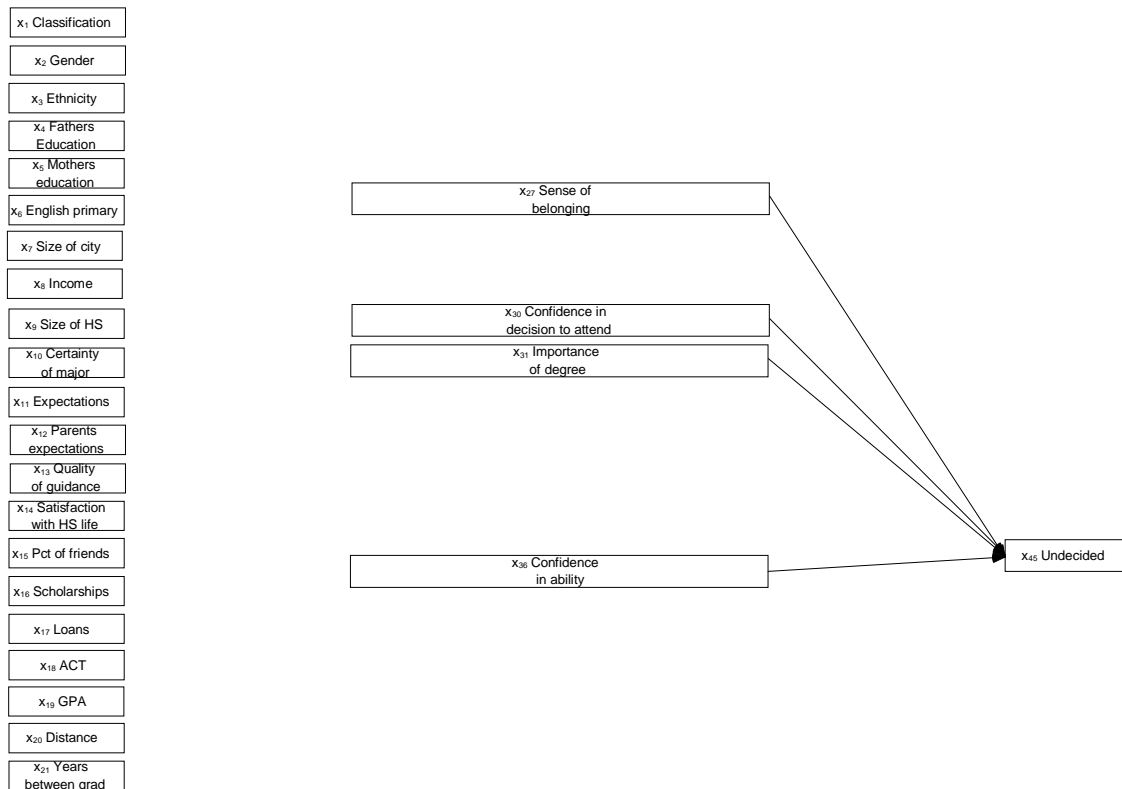 x₁ Classification
x₂ Gender
x₃ Ethnicity
x₄ Fathers
Education
x₅ Mothers
education
x₆ English primary
x₇ Size of city
x₈ Income
x₉ Size of HS
x₁₀ Certainty
of major
x₁₁ Expectations
x₁₂ Parents
expectations
x₁₃ Quality
of guidance
x₁₄ Satisfaction
with HS life
x₁₅ Pct of friends
x₁₆ Scholarships
x₁₇ Loans
x₁₈ ACT
x₁₉ GPA
x₂₀ Distance
x₂₁ Years
between grad
x₂₇ Sense of
belonging
x₃₀ Confidence in
decision to attend
x₃₁ Importance
of degree
x₃₆ Confidence
in ability
x₄₅ Undecided